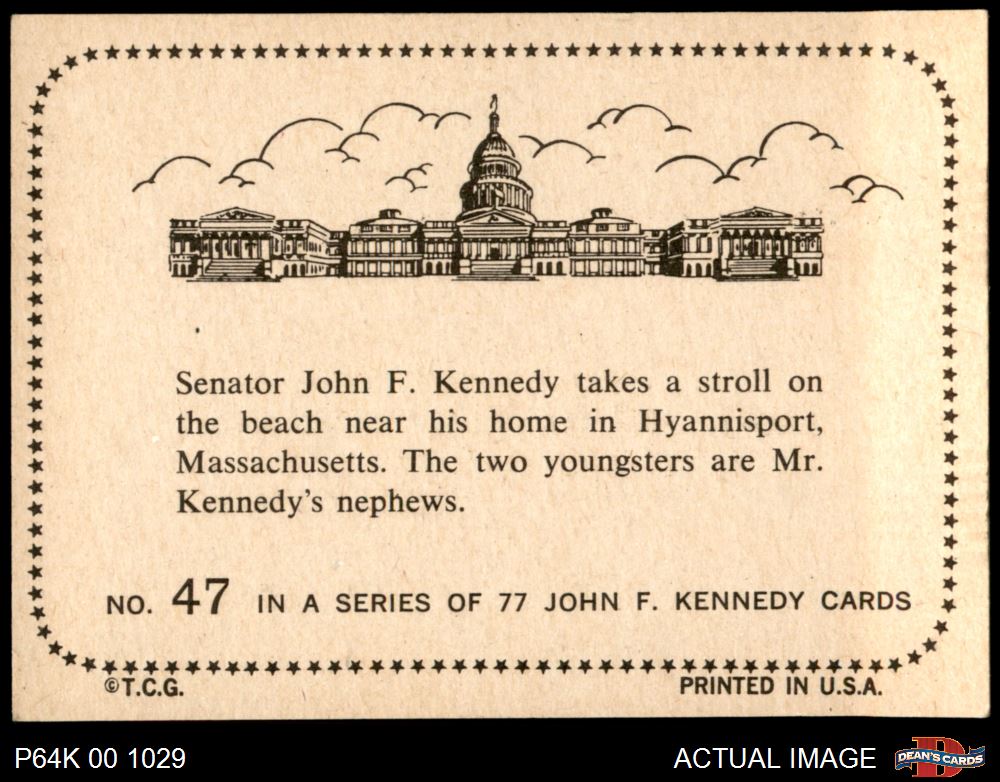 Senator John F. Kennedy takes a stroll on
the beach near his home in Hyannisport,
Massachusetts. The two youngsters are Mr.
Kennedy's nephews.
NO. 47 IN A SERIES OF 77 JOHN F. KENNEDY CARDS
©T.C.G. PRINTED IN U.S.A.
P64K 00 1029 ACTUAL IMAGE D DEAN'S CARDS